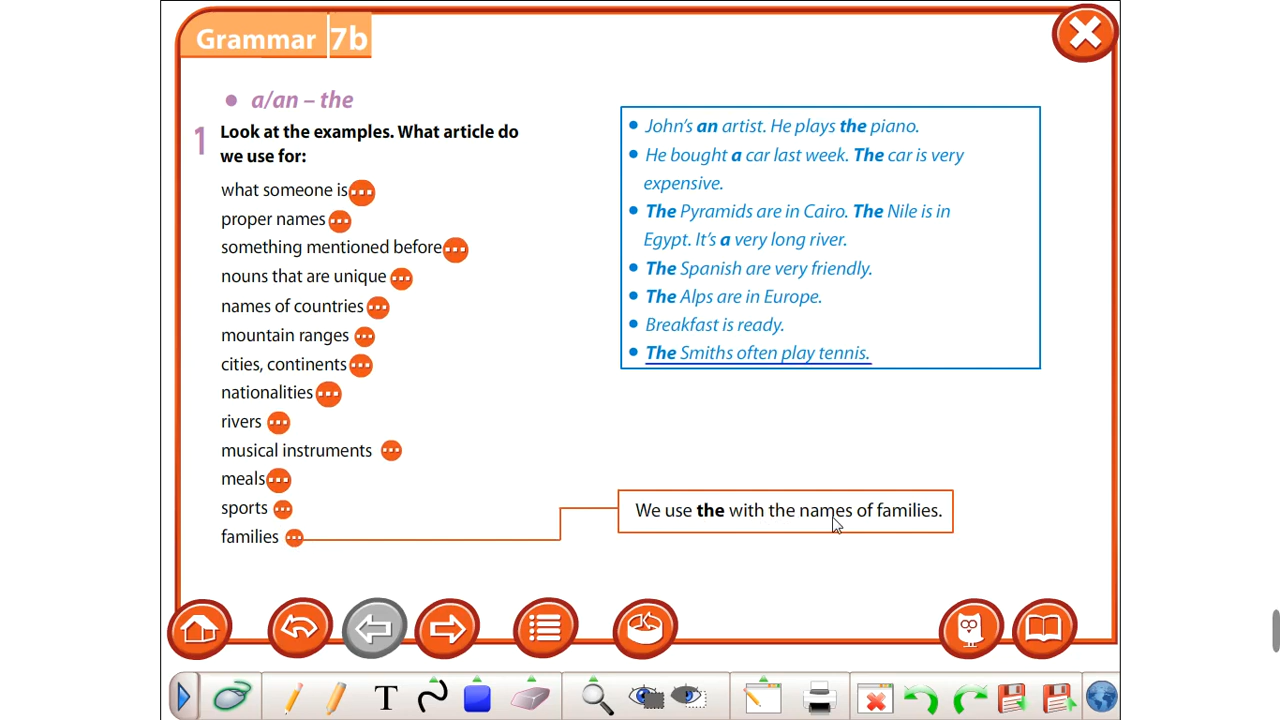 Grammar 7b
• a/an – the
1 Look at the examples. What article do
we use for:
what someone is
proper names
something mentioned before
nouns that are unique
names of countries
mountain ranges
cities, continents
nationalities
rivers
musical instruments
meals
sports
families
• John's an artist. He plays the piano.
• He bought a car last week. The car is very
expensive.
• The Pyramids are in Cairo. The Nile is in
Egypt. It's a very long river.
• The Spanish are very friendly.
• The Alps are in Europe.
• Breakfast is ready.
• The Smiths often play tennis.
We use the with the names of families.
T